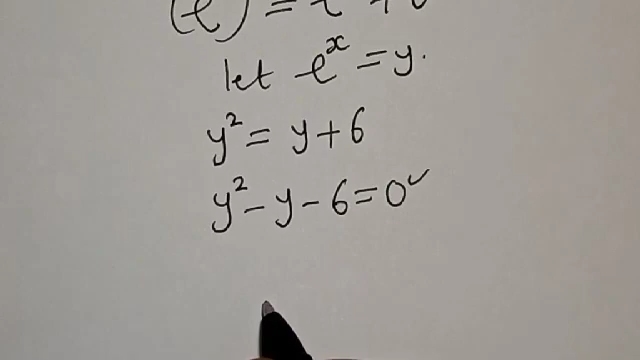 let e^x = y.
y² = y + 6
y² - y - 6 = 0